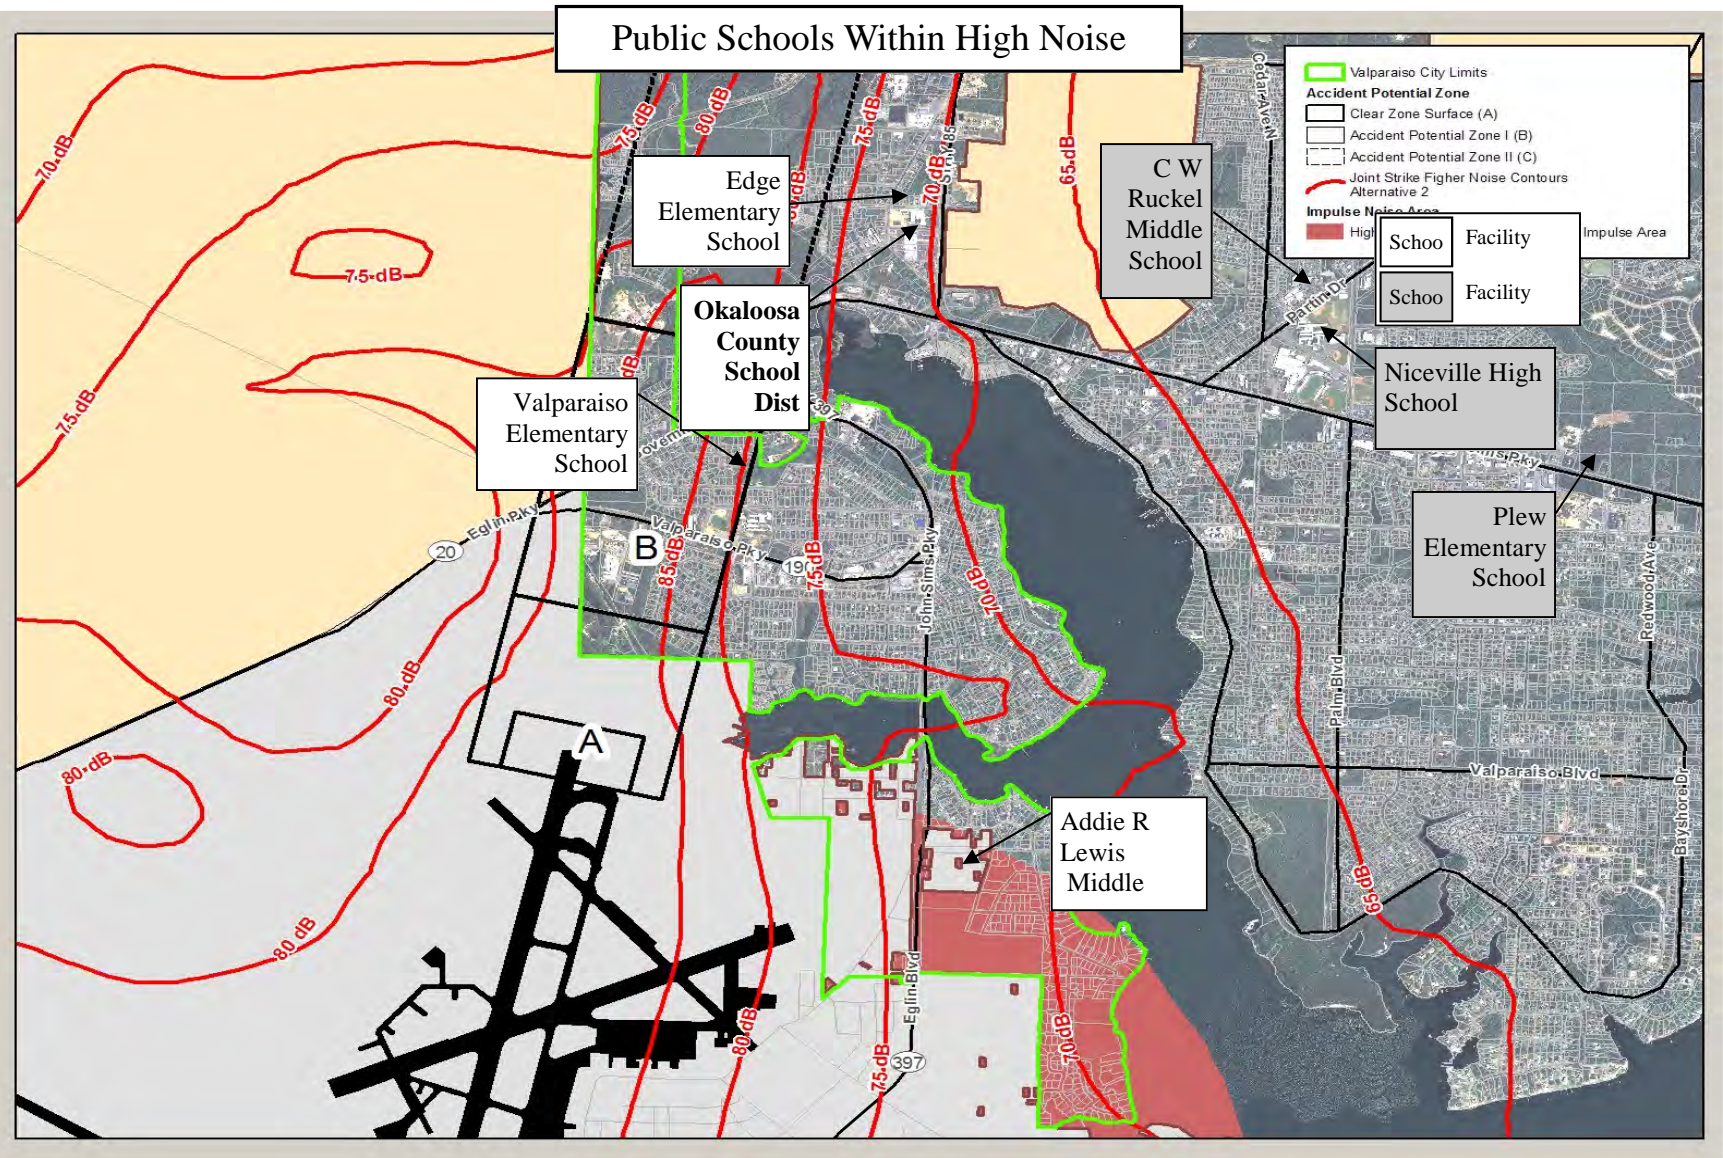 Public Schools Within High Noise
Valparaiso City Limits
Accident Potential Zone
Clear Zone Surface (A)
Accident Potential Zone I (B)
Accident Potential Zone II (C)
Joint Strike Figher Noise Contours
Alternative 2
Impulse Noise Area
Hig
Impulse Area
Schoo
Facility
Schoo
Facility
Edge
Elementary
School
C W
Ruckel
Middle
School
Okaloosa
County
School
Dist
Valparaiso
Elementary
School
Niceville High
School
Plew
Elementary
School
Addie R
Lewis
Middle
70 dB
75 dB
75 dB
75 dB
80 dB
75 dB
70 dB
65 dB
80 dB
80 dB
80 dB
85 dB
75 dB
70 dB
80 dB
75 dB
70 dB
65 dB
dB
Cedar Ave N
Partin Dr
Eglin Pky
20
Valparaiso Pky
190
397
John Sims Pky
Palm Blvd
Redwood Ave
Valparaiso Blvd
Bayshore Dr
Eglin Blvd
397
A
B